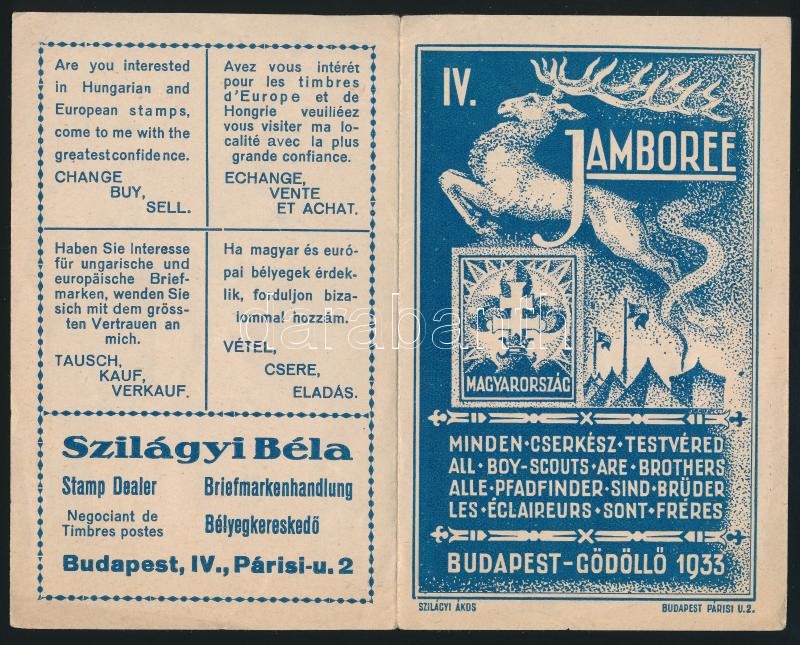 Are you interested
in Hungarian and
European stamps,
come to me with the
greatest confidence.
CHANGE
BUY,
SELL.
Avez vous intérét
pour les timbres
d'Europe et de
Hongrie veuilléez
vous visiter ma lo-
calité avec la plus
grande confiance.
ECHANGE,
VENTE
ET ACHAT.
Haben Sie Interesse
für ungarische und
europäische Brief-
marken, wenden Sie
sich mit dem gröss-
ten Vertrauen an
mich.
TAUSCH,
KAUF,
VERKAUF.
Ha magyar és euró-
pai bélyegek érdek-
lik, forduljon biza-
lommal hozzám.
VÉTEL,
CSERE,
ELADÁS.
Szilágyi Béla
Stamp Dealer
Briefmarkenhandlung
Negociant de
Timbres postes
Bélyegkereskedő
Budapest, IV., Párisi-u. 2
IV.
JAMBOREE
MAGYARORSZÁG
MINDEN·CSERKÉSZ·TESTVÉRED
ALL·BOY-SCOUTS·ARE·BROTHERS
ALLE·PFADFINDER·SIND·BRÜDER
LES·ÉCLAIREURS·SONT·FRÉRES
BUDAPEST-GÖDÖLLŐ 1933
SZILÁGYI ÁKOS
BUDAPEST PÁRISI U. 2.
darabanth